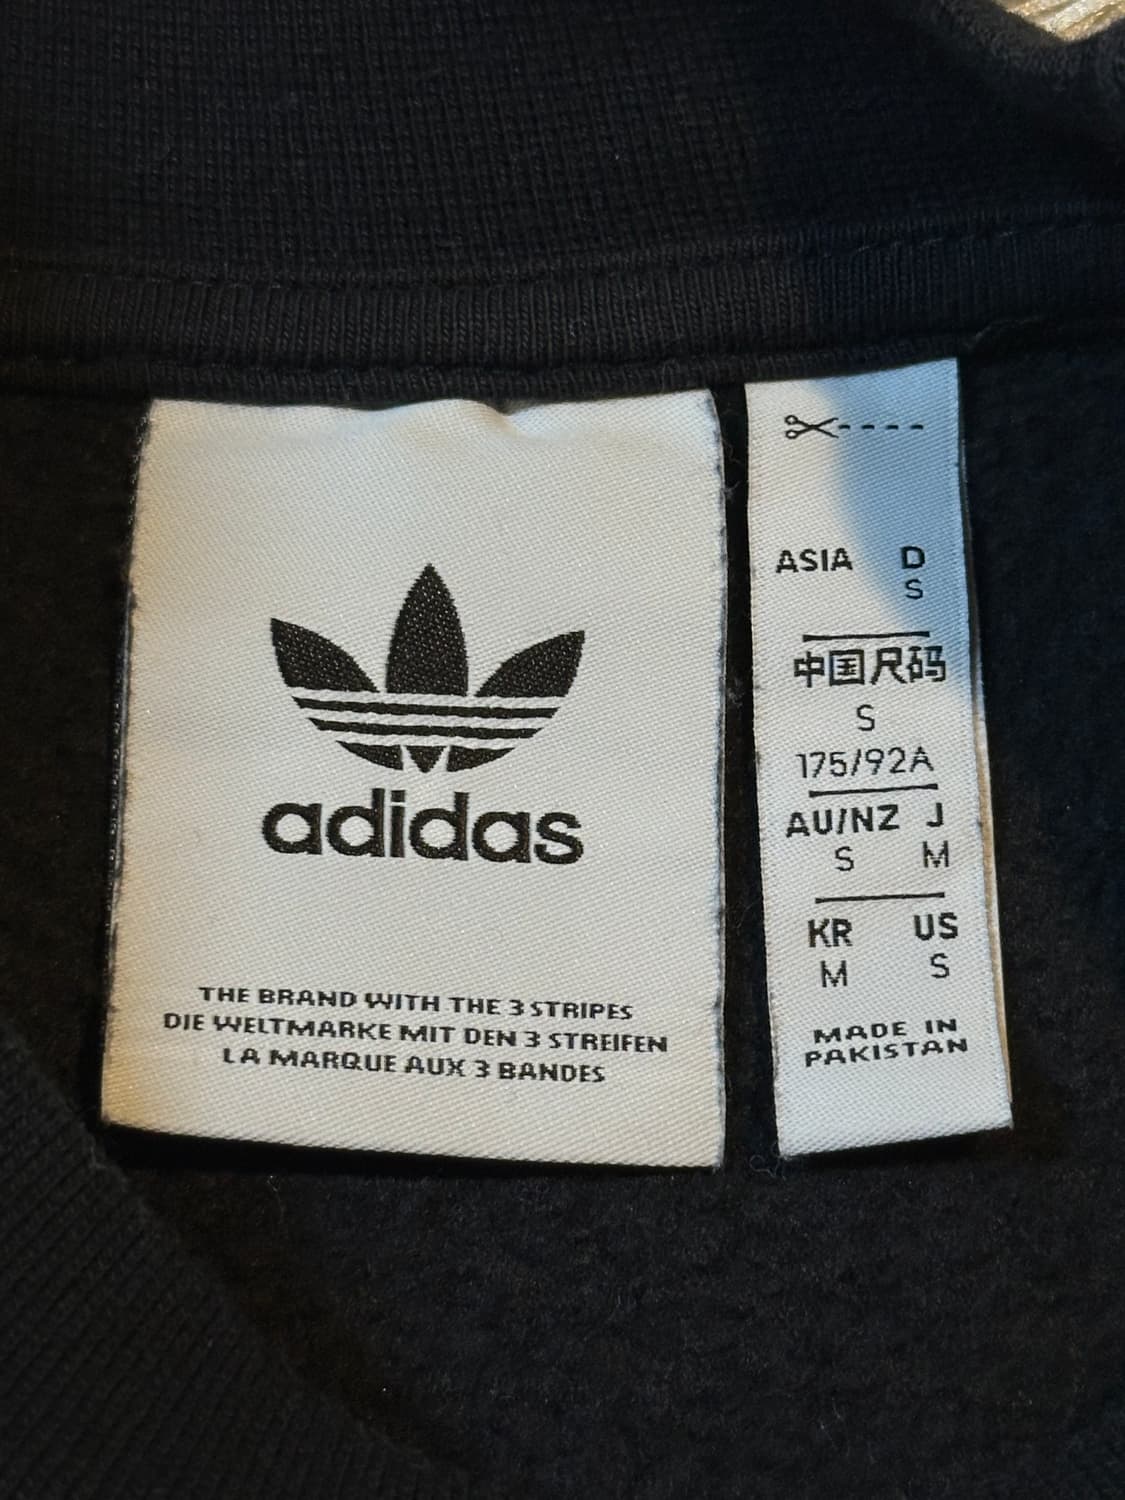 adidas
THE BRAND WITH THE 3 STRIPES
DIE WELTMARKE MIT DEN 3 STREIFEN
LA MARQUE AUX 3 BANDES
ASIA D
S
中国尺码
S
175/92A
AU/NZ J
S M
KR US
M S
MADE IN
PAKISTAN